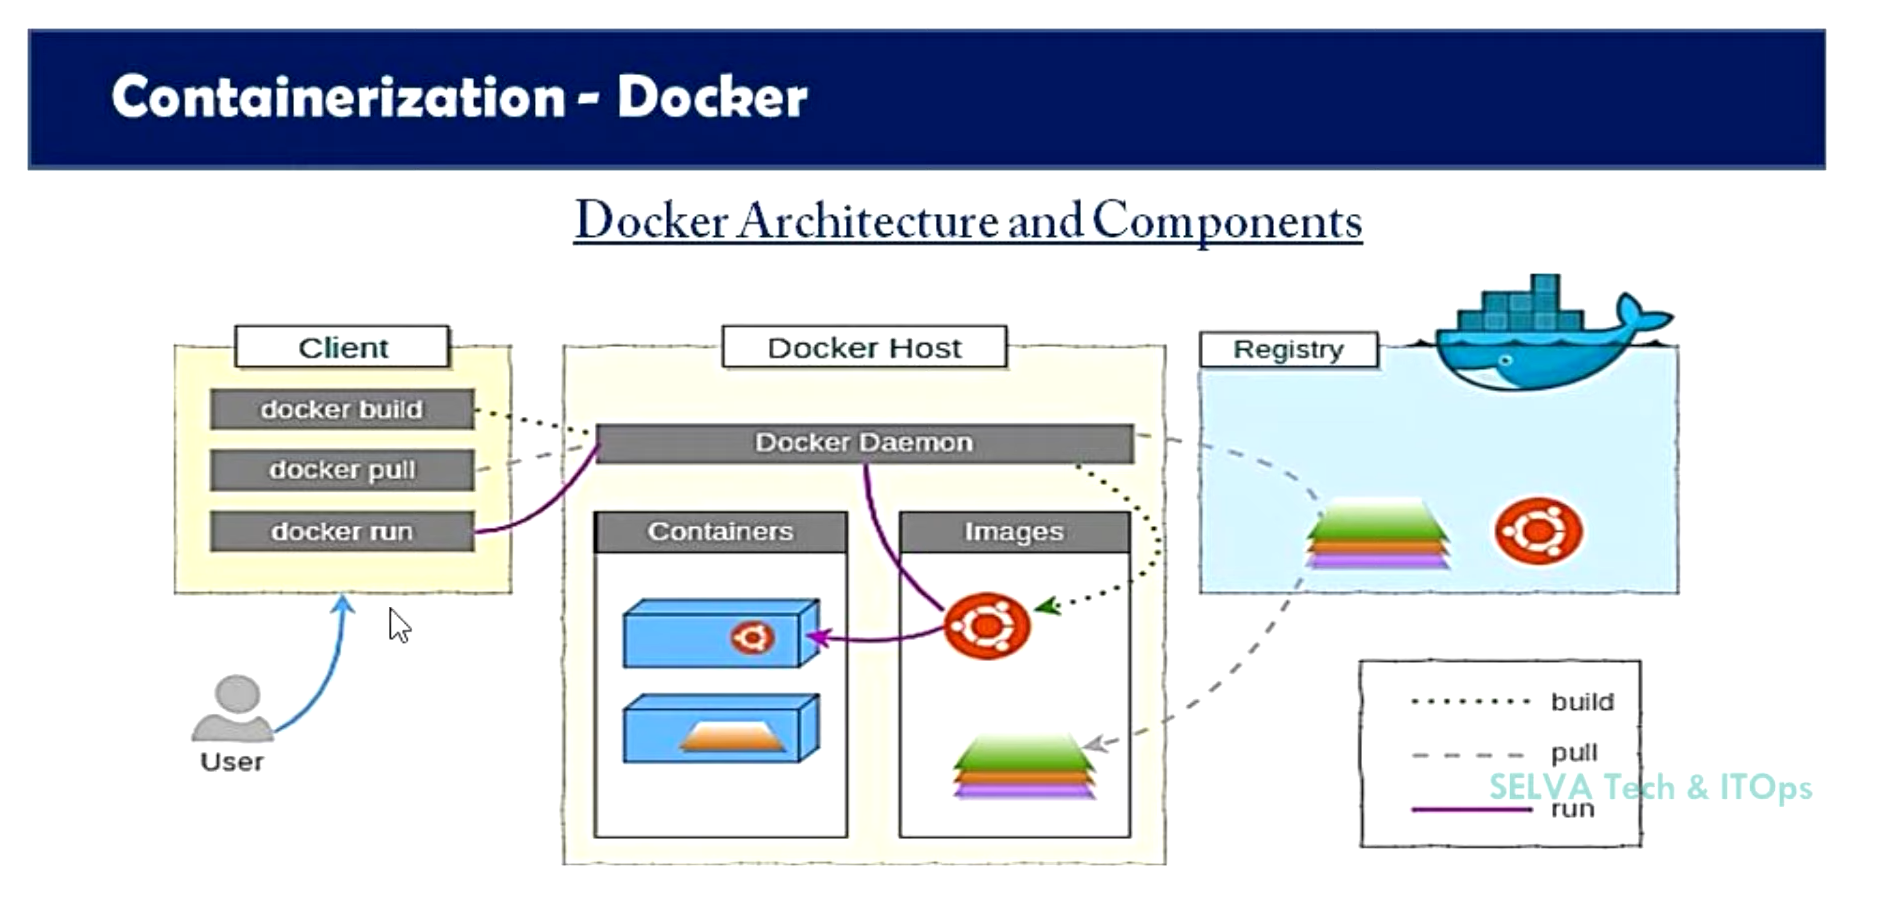 Containerization - Docker
Docker Architecture and Components
Client
docker build
docker pull
docker run
User
Docker Host
Docker Daemon
Containers
Images
Registry
build
pull
SELVA Tech & ITOps
run